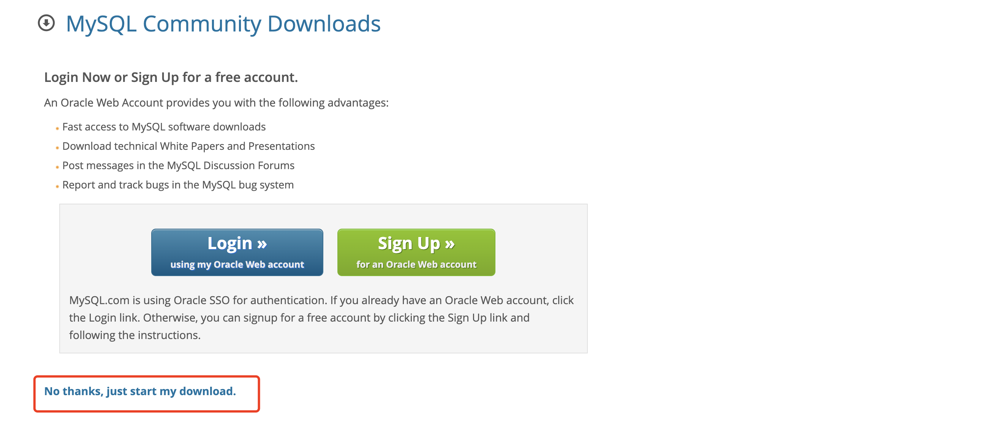 MySQL Community Downloads
Login Now or Sign Up for a free account.
An Oracle Web Account provides you with the following advantages:
Fast access to MySQL software downloads
Download technical White Papers and Presentations
Post messages in the MySQL Discussion Forums
Report and track bugs in the MySQL bug system
Login »
using my Oracle Web account
Sign Up »
for an Oracle Web account
MySQL.com is using Oracle SSO for authentication. If you already have an Oracle Web account, click
the Login link. Otherwise, you can signup for a free account by clicking the Sign Up link and
following the instructions.
No thanks, just start my download.